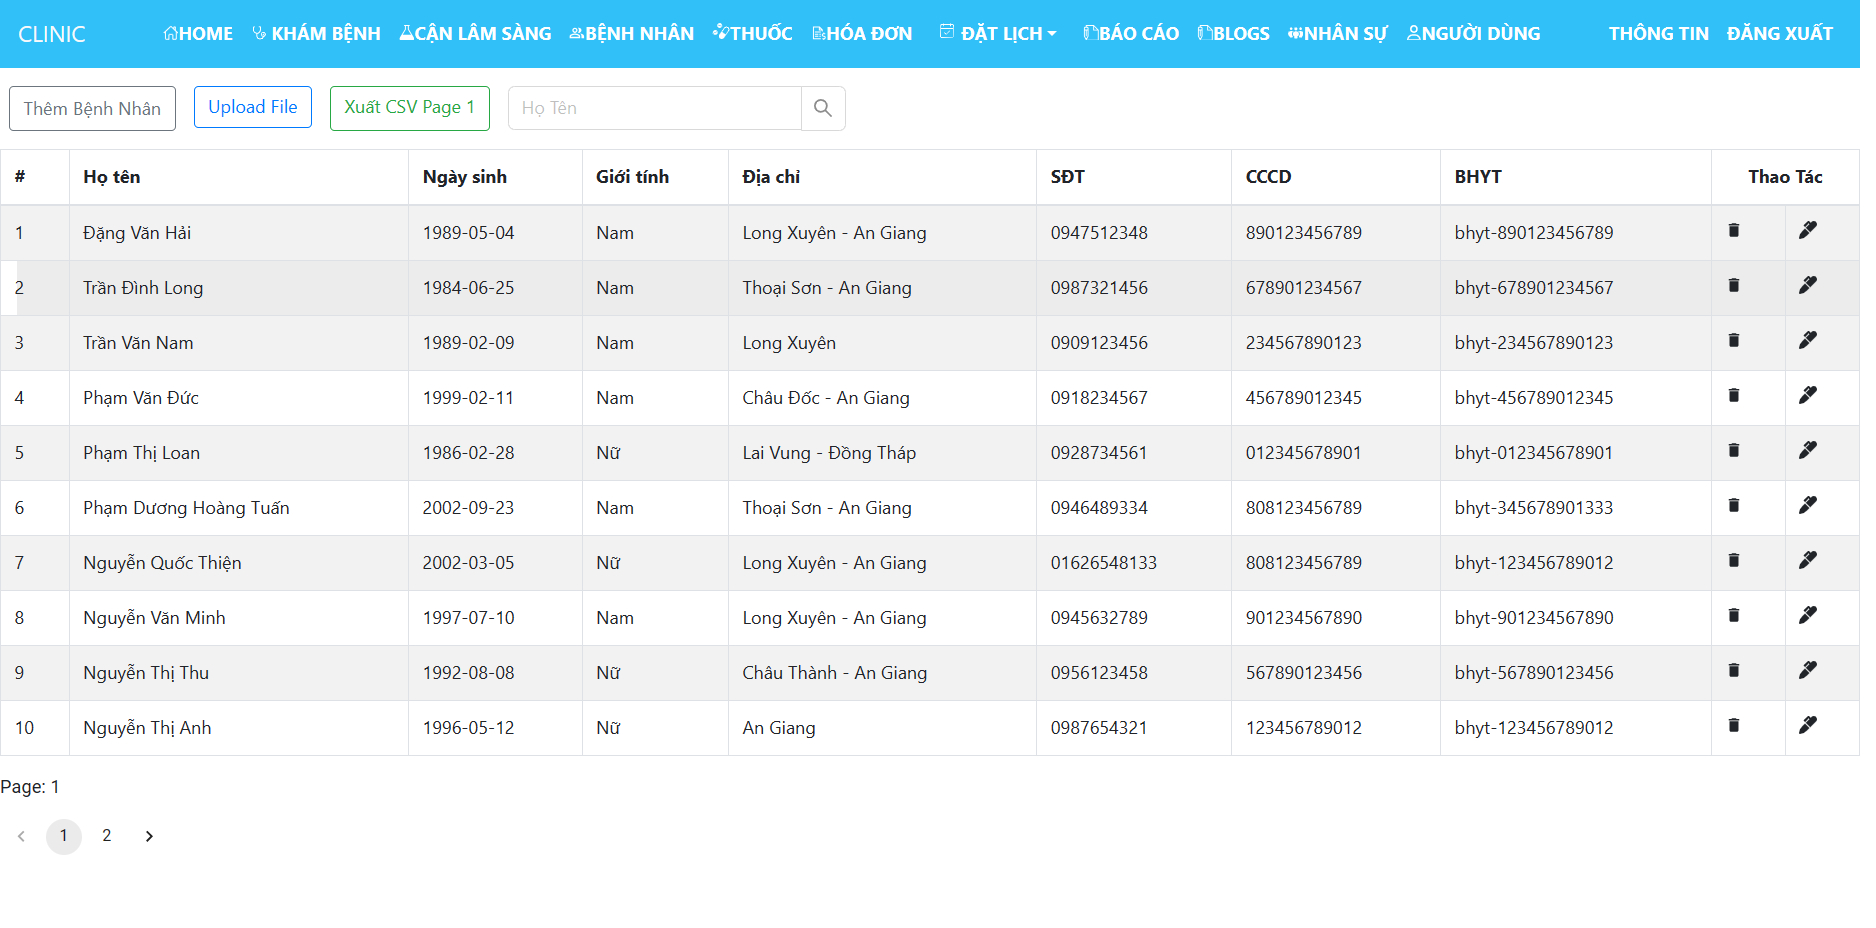 CLINIC HOME KHÁM BỆNH CẬN LÂM SÀNG BỆNH NHÂN THUỐC HÓA ĐƠN ĐẶT LỊCH BÁO CÁO BLOGS NHÂN SỰ NGƯỜI DÙNG THÔNG TIN ĐĂNG XUẤT
Thêm Bệnh Nhân Upload File Xuất CSV Page 1 Họ Tên
# Họ tên Ngày sinh Giới tính Địa chỉ SĐT CCCD BHYT Thao Tác
1 Đặng Văn Hải 1989-05-04 Nam Long Xuyên - An Giang 0947512348 890123456789 bhyt-890123456789
2 Trần Đình Long 1984-06-25 Nam Thoại Sơn - An Giang 0987321456 678901234567 bhyt-678901234567
3 Trần Văn Nam 1989-02-09 Nam Long Xuyên 0909123456 234567890123 bhyt-234567890123
4 Phạm Văn Đức 1999-02-11 Nam Châu Đốc - An Giang 0918234567 456789012345 bhyt-456789012345
5 Phạm Thị Loan 1986-02-28 Nữ Lai Vung - Đồng Tháp 0928734561 012345678901 bhyt-012345678901
6 Phạm Dương Hoàng Tuấn 2002-09-23 Nam Thoại Sơn - An Giang 0946489334 808123456789 bhyt-345678901333
7 Nguyễn Quốc Thiện 2002-03-05 Nữ Long Xuyên - An Giang 01626548133 808123456789 bhyt-123456789012
8 Nguyễn Văn Minh 1997-07-10 Nam Long Xuyên - An Giang 0945632789 901234567890 bhyt-901234567890
9 Nguyễn Thị Thu 1992-08-08 Nữ Châu Thành - An Giang 0956123458 567890123456 bhyt-567890123456
10 Nguyễn Thị Anh 1996-05-12 Nữ An Giang 0987654321 123456789012 bhyt-123456789012
Page: 1
1 2